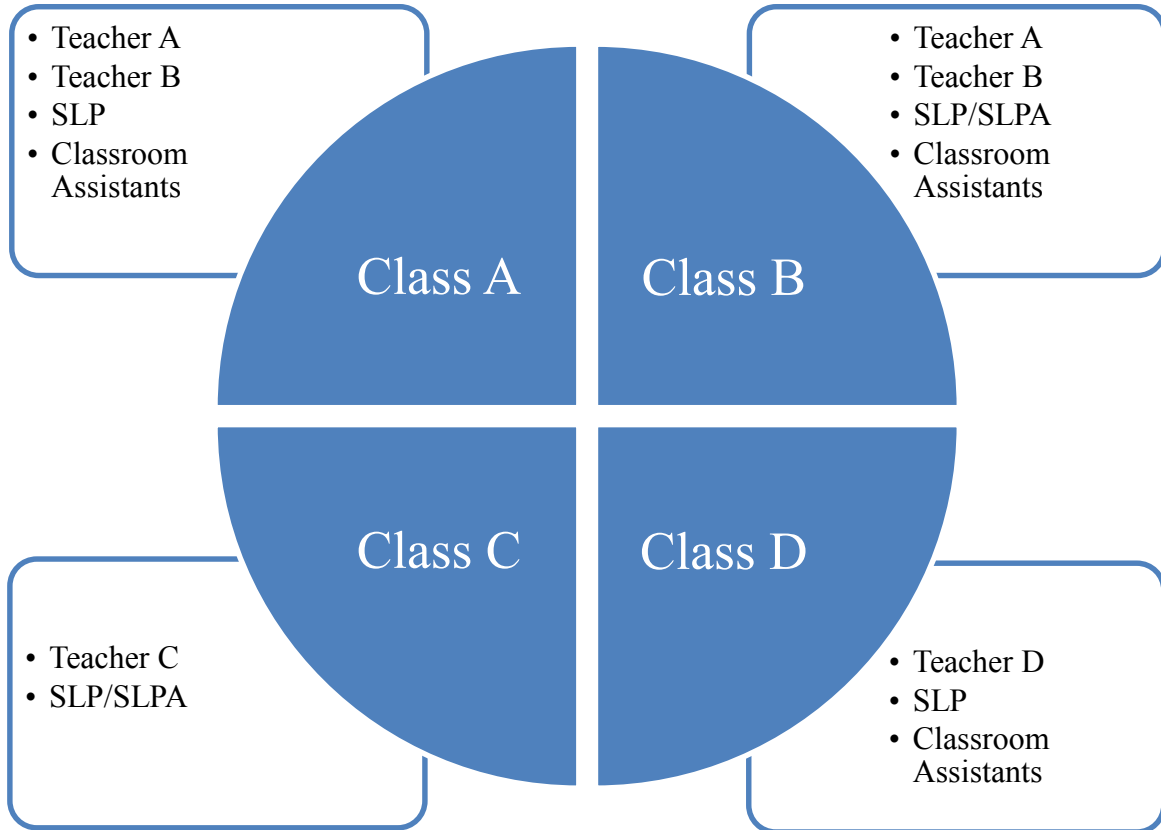 • Teacher A
• Teacher B
• SLP
• Classroom
Assistants
• Teacher A
• Teacher B
• SLP/SLPA
• Classroom
Assistants
Class A
Class B
Class C
Class D
• Teacher C
• SLP/SLPA
• Teacher D
• SLP
• Classroom
Assistants